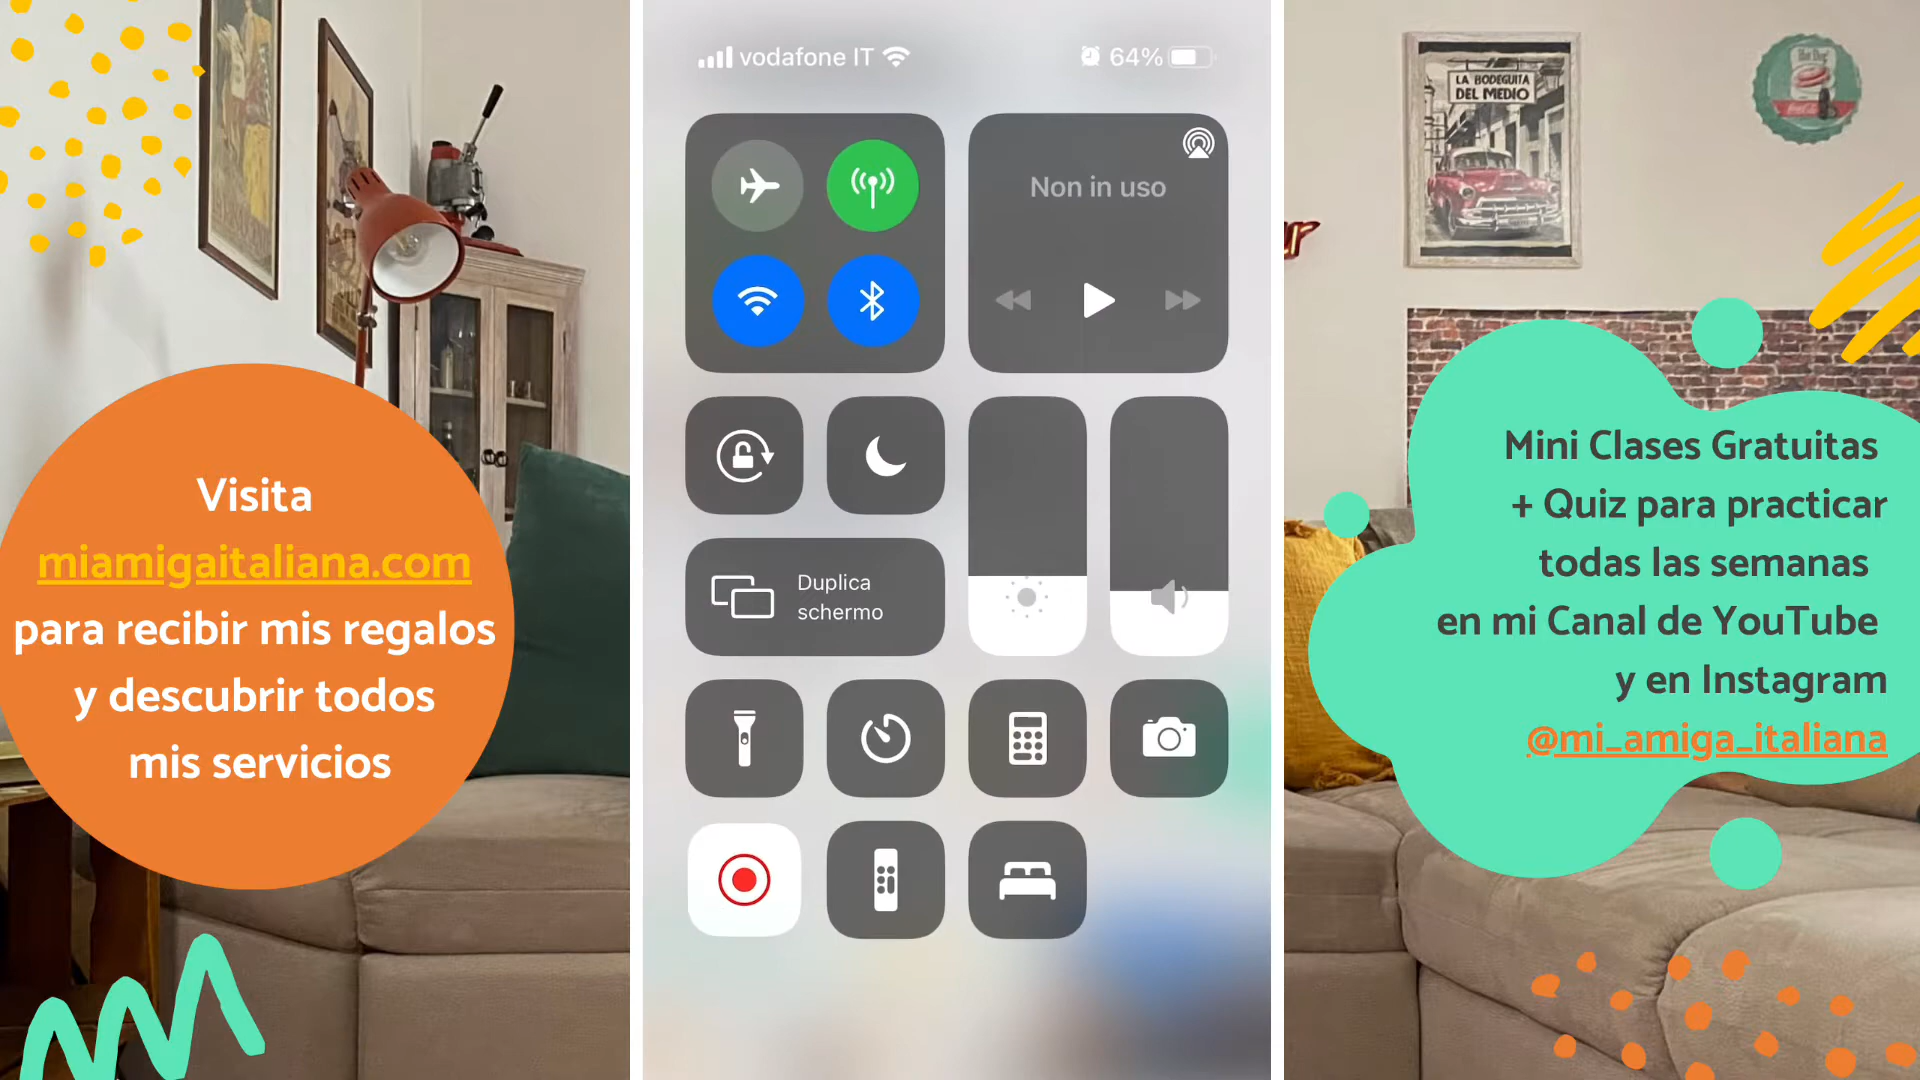 Visita
miamigaitaliana.com
para recibir mis regalos
y descubrir todos
mis servicios
vodafone IT
64%
Non in uso
Duplica
schermo
LA BODEGUITA
DEL MEDIO
Mini Clases Gratuitas
+ Quiz para practicar
todas las semanas
en mi Canal de YouTube
y en Instagram
@mi_amiga_italiana